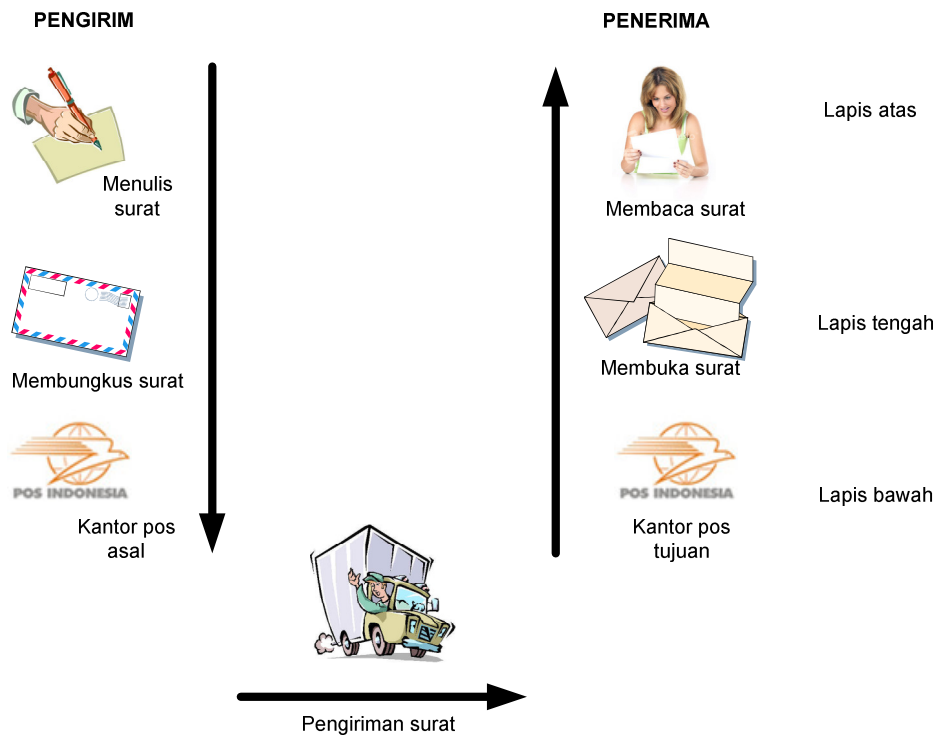 PENGIRIM
PENERIMA
Lapis atas
Menulis
surat
Membaca surat
Lapis tengah
Membungkus surat
Membuka surat
POS INDONESIA
POS INDONESIA
Lapis bawah
Kantor pos
asal
Kantor pos
tujuan
Pengiriman surat